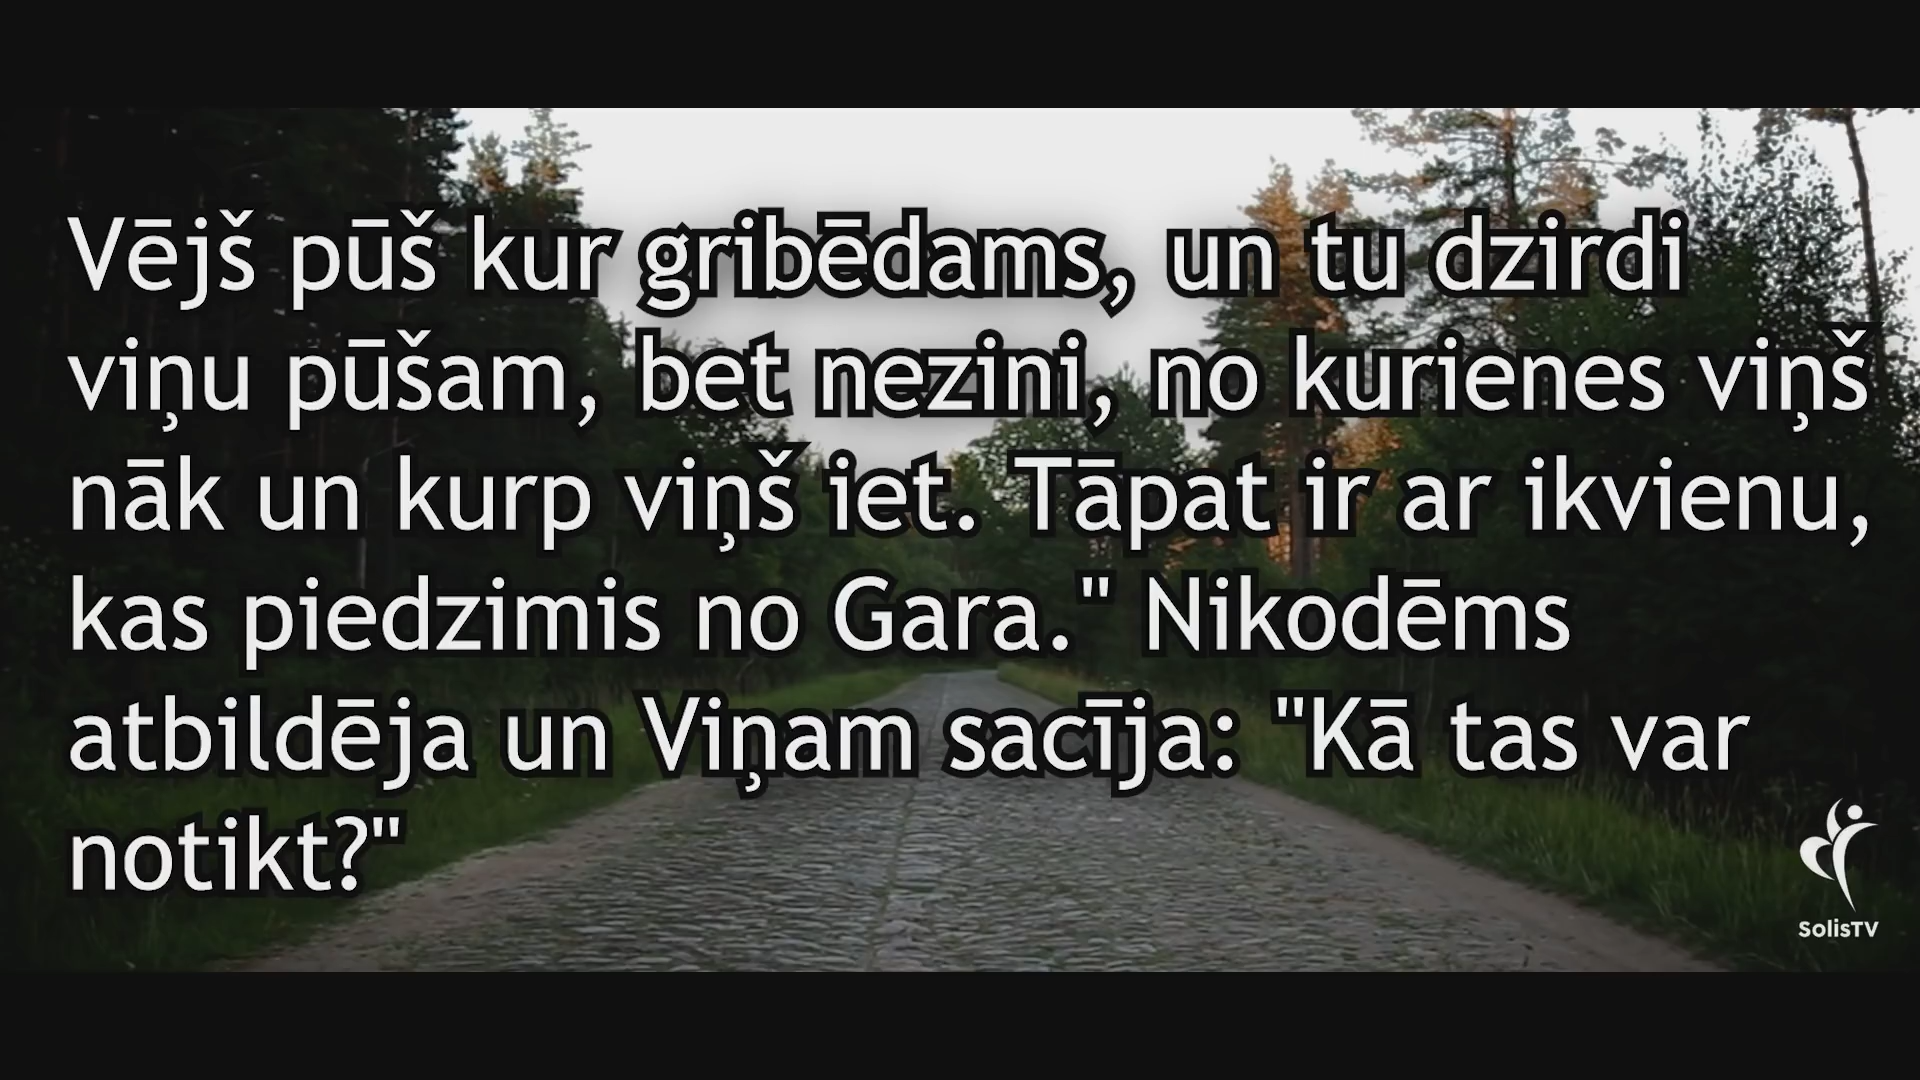 Vējš pūš kur gribēdams, un tu dzirdi
viņu pūšam, bet nezini, no kurienes viņš
nāk un kurp viņš iet. Tāpat ir ar ikvienu,
kas piedzimis no Gara." Nikodēms
atbildēja un Viņam sacīja: "Kā tas var
notikt?"
SolisTV